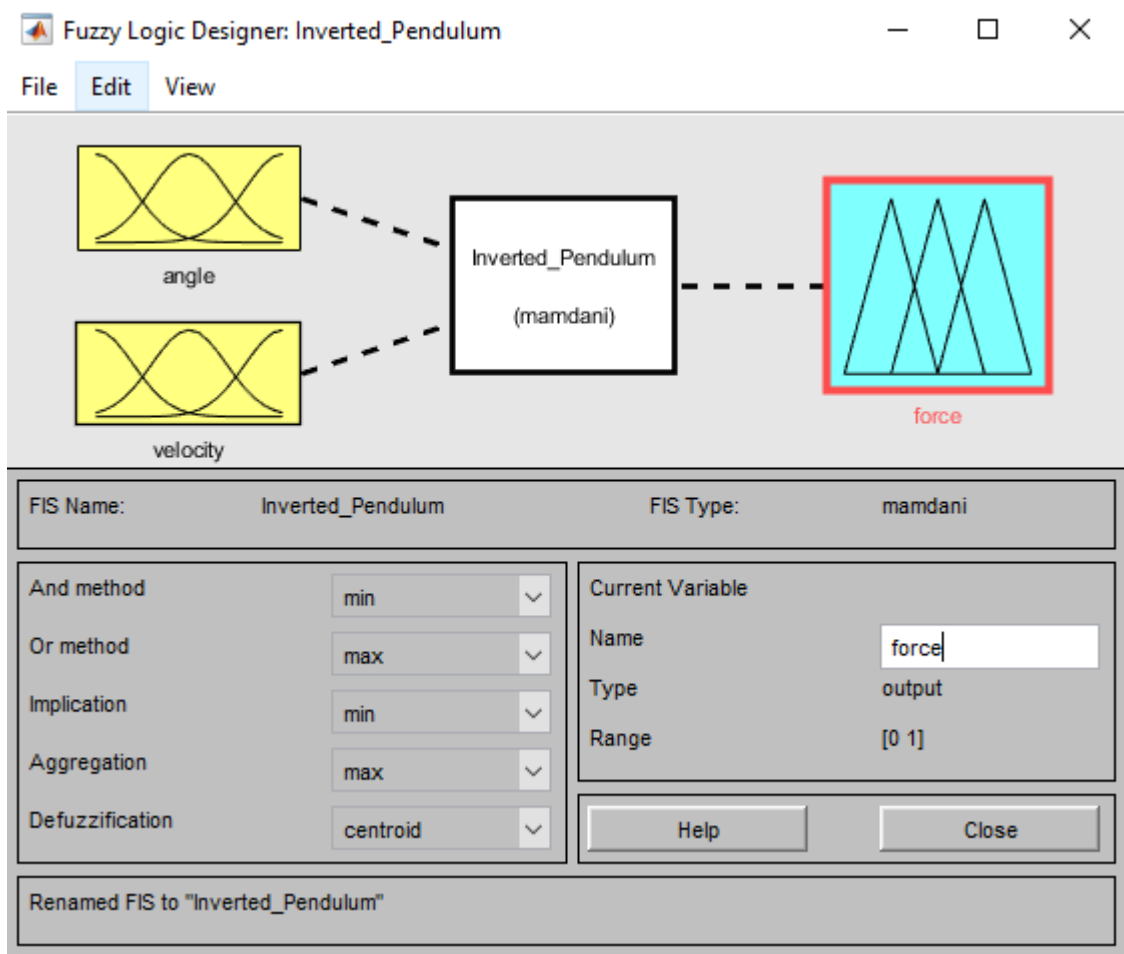 Fuzzy Logic Designer: Inverted_Pendulum
File Edit View
angle
velocity
Inverted_Pendulum
(mamdani)
force
FIS Name: Inverted_Pendulum FIS Type: mamdani
And method min
Or method max
Implication min
Aggregation max
Defuzzification centroid
Current Variable
Name force
Type output
Range [0 1]
Help Close
Renamed FIS to "Inverted_Pendulum"